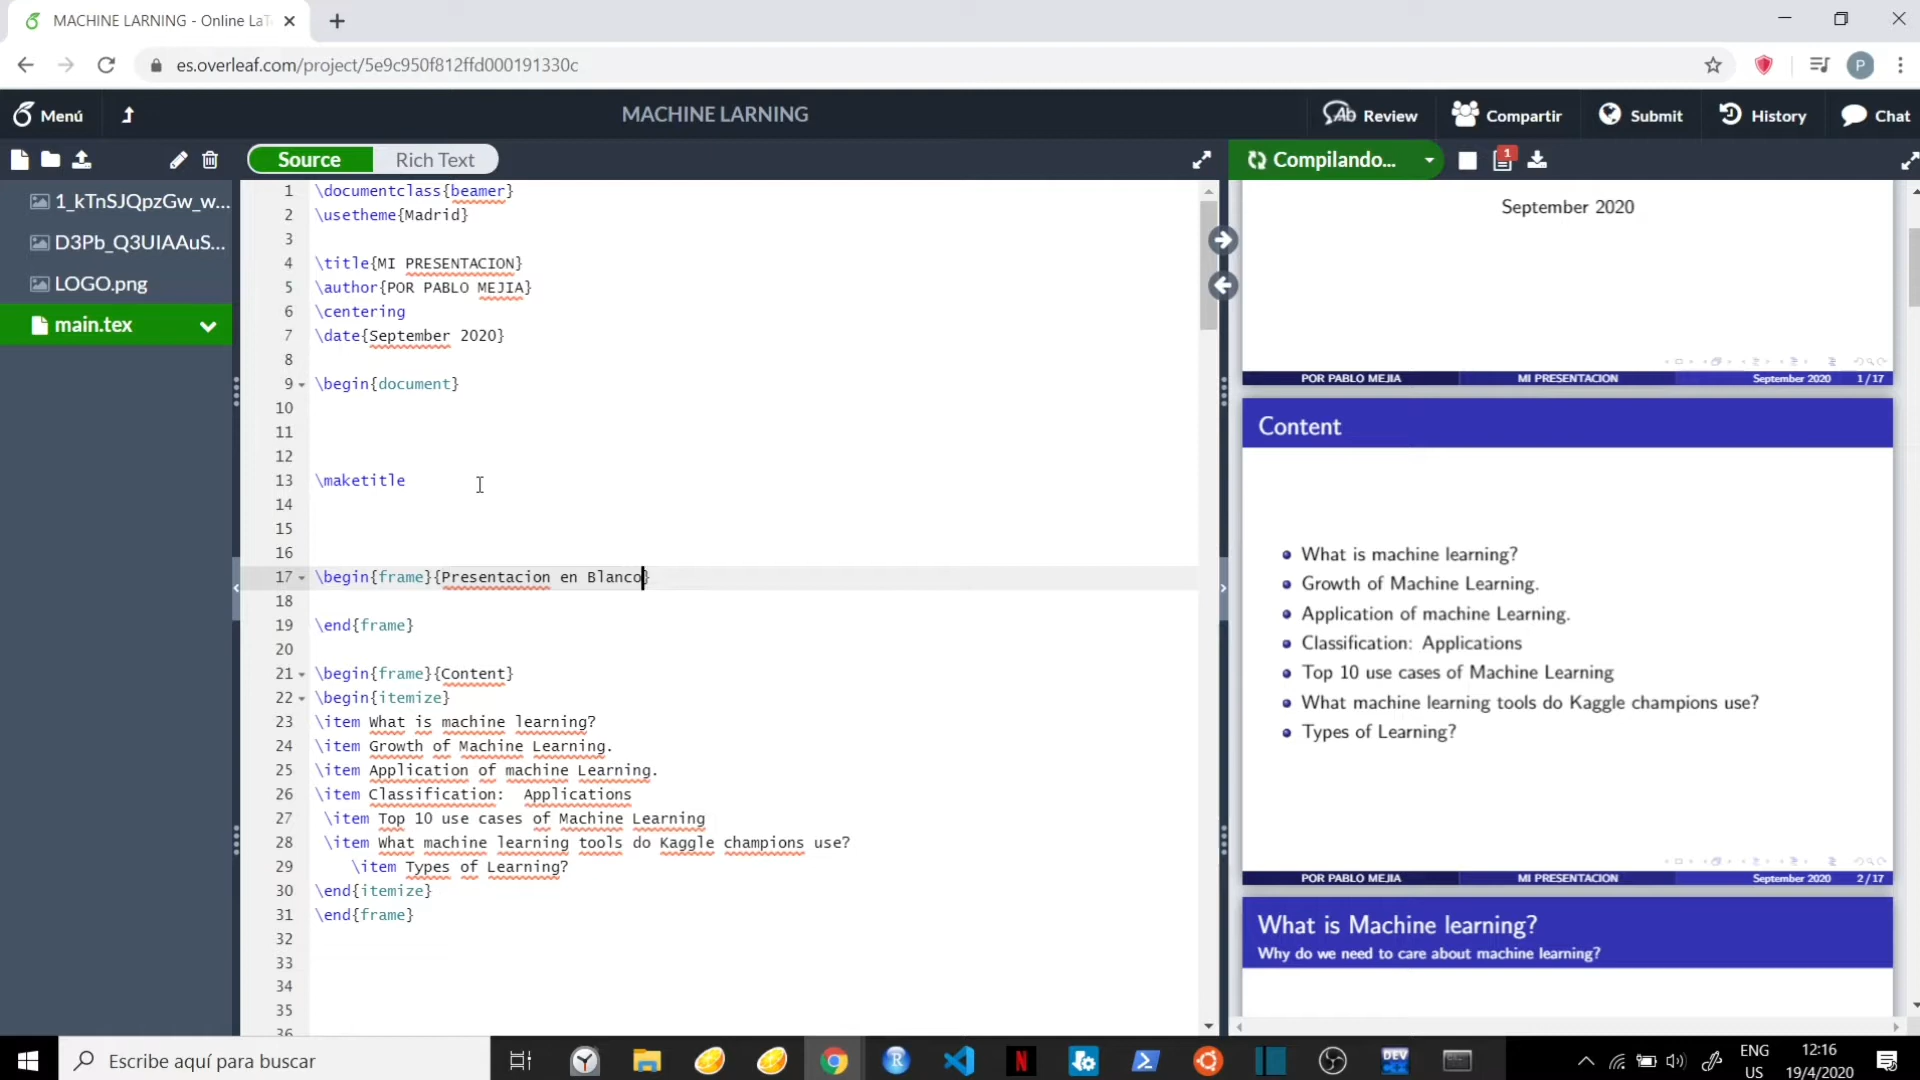 MACHINE LARNING - Online LaT
es.overleaf.com/project/5e9c950f812ffd000191330c
P
Menú
MACHINE LARNING
Review
Compartir
Submit
History
Chat
Source
Rich Text
Compilando...
1
1_kTnSJQpzGw_w...
D3Pb_Q3UIAAuS...
LOGO.png
main.tex
1 \documentclass{beamer}
2 \usetheme{Madrid}
3
4 \title{MI PRESENTACION}
5 \author{POR PABLO MEJIA}
6 \centering
7 \date{September 2020}
8
9 \begin{document}
10
11
12
13 \maketitle
14
15
16
17 \begin{frame}{Presentacion en Blanco}
18
19 \end{frame}
20
21 \begin{frame}{Content}
22 \begin{itemize}
23 \item What is machine learning?
24 \item Growth of Machine Learning.
25 \item Application of machine Learning.
26 \item Classification:  Applications
27 \item Top 10 use cases of Machine Learning
28 \item What machine learning tools do Kaggle champions use?
29 \item Types of Learning?
30 \end{itemize}
31 \end{frame}
32
33
34
35
36
September 2020
POR PABLO MEJIA MI PRESENTACION September 2020 1 / 17
Content
What is machine learning?
Growth of Machine Learning.
Application of machine Learning.
Classification: Applications
Top 10 use cases of Machine Learning
What machine learning tools do Kaggle champions use?
Types of Learning?
POR PABLO MEJIA MI PRESENTACION September 2020 2 / 17
What is Machine learning?
Why do we need to care about machine learning?
Escribe aquí para buscar
R
N
DEV
ENG
US
12:16
19/4/2020